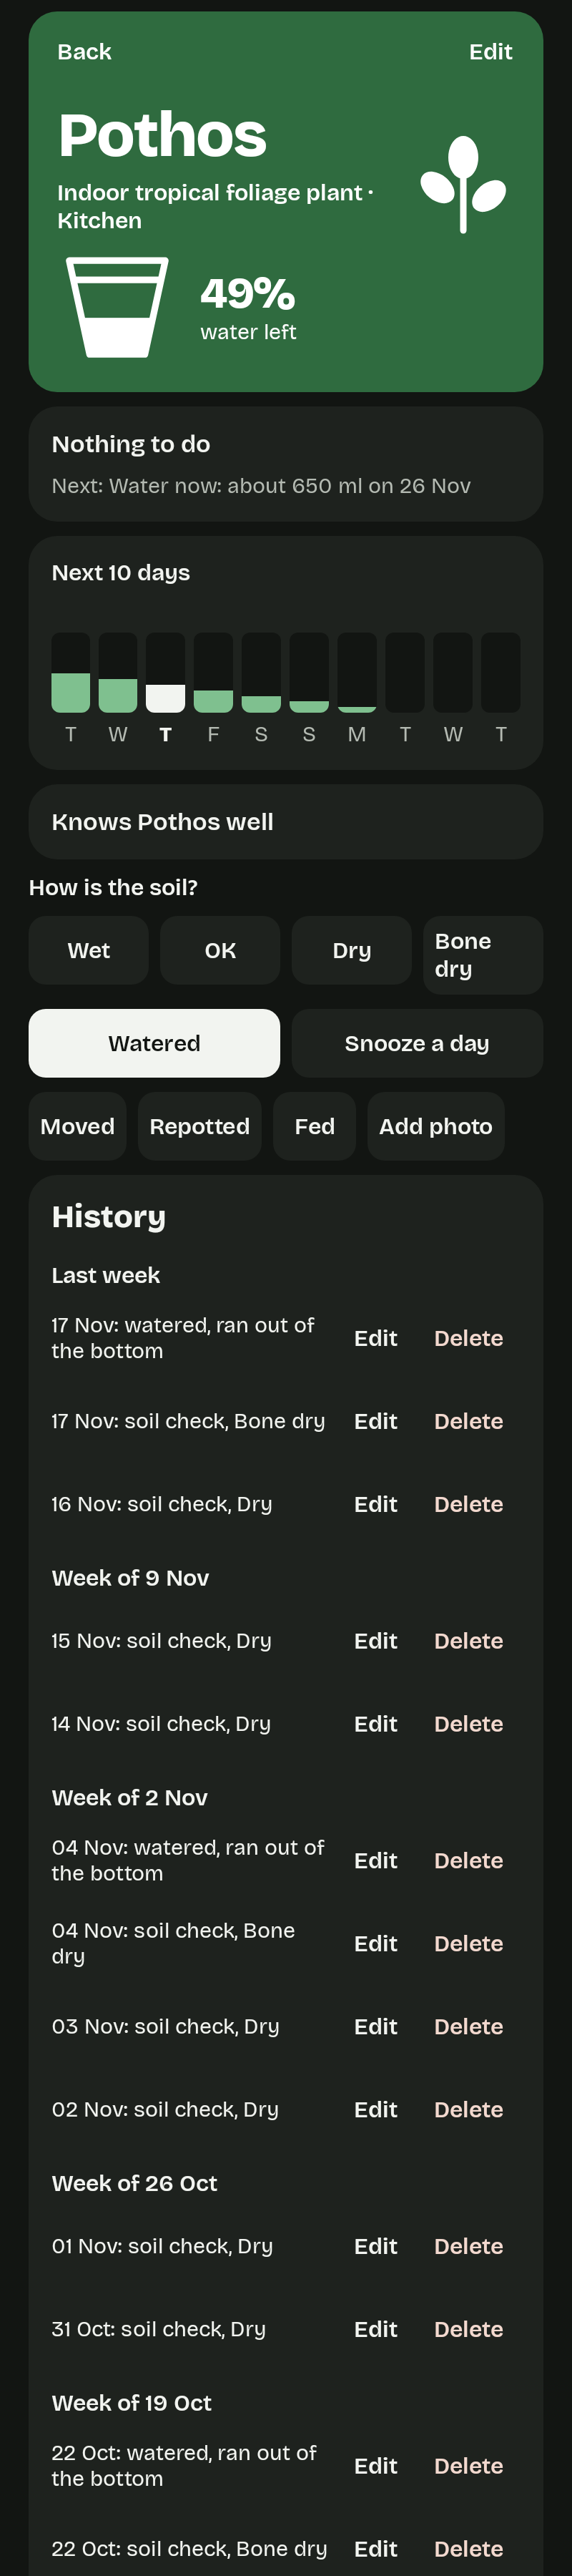 Back
Edit
Pothos
Indoor tropical foliage plant ·
Kitchen
49%
water left
Nothing to do
Next: Water now: about 650 ml on 26 Nov
Next 10 days
T W T F S S M T W T
Knows Pothos well
How is the soil?
Wet
OK
Dry
Bone
dry
Watered
Snooze a day
Moved
Repotted
Fed
Add photo
History
Last week
17 Nov: watered, ran out of
the bottom
Edit
Delete
17 Nov: soil check, Bone dry
Edit
Delete
16 Nov: soil check, Dry
Edit
Delete
Week of 9 Nov
15 Nov: soil check, Dry
Edit
Delete
14 Nov: soil check, Dry
Edit
Delete
Week of 2 Nov
04 Nov: watered, ran out of
the bottom
Edit
Delete
04 Nov: soil check, Bone
dry
Edit
Delete
03 Nov: soil check, Dry
Edit
Delete
02 Nov: soil check, Dry
Edit
Delete
Week of 26 Oct
01 Nov: soil check, Dry
Edit
Delete
31 Oct: soil check, Dry
Edit
Delete
Week of 19 Oct
22 Oct: watered, ran out of
the bottom
Edit
Delete
22 Oct: soil check, Bone dry
Edit
Delete